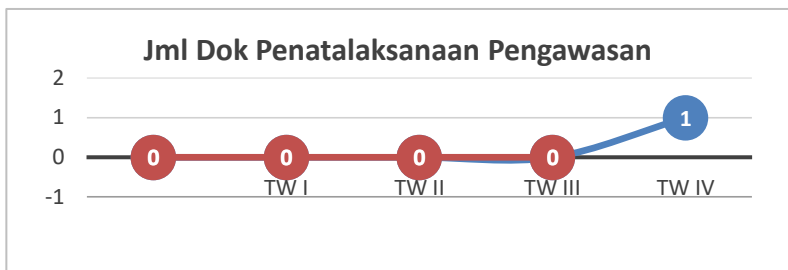 Jml Dok Penatalaksanaan Pengawasan
2
1
0
-1
0 0 0 0 1
TW I TW II TW III TW IV